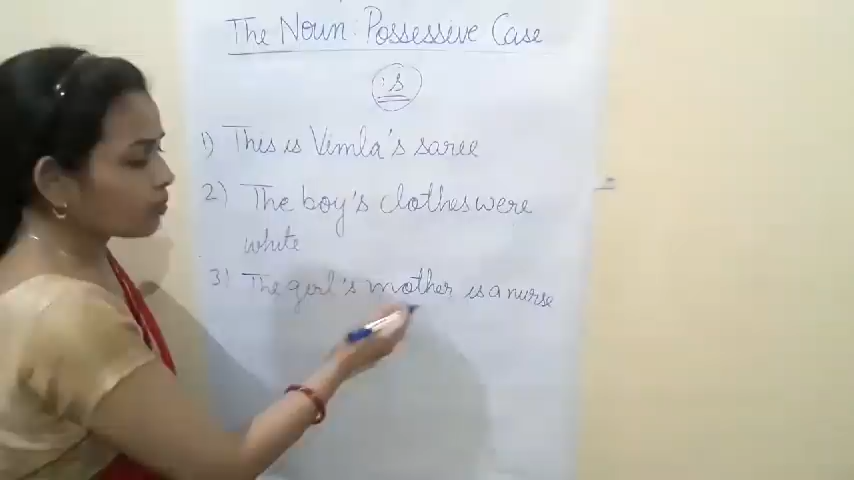 The Noun: Possessive Case
's
1) This is Vimla's saree
2) The boy's clothes were
white
3) The girl's mother is a nurse